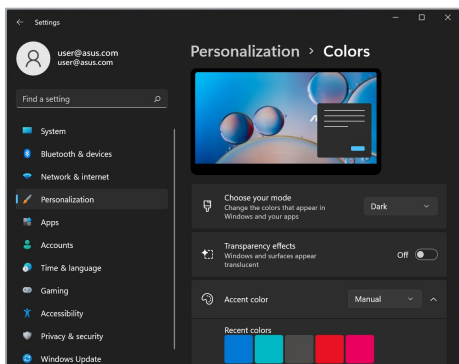 Settings
user@asus.com
user@asus.com
Find a setting
System
Bluetooth & devices
Network & internet
Personalization
Apps
Accounts
Time & language
Gaming
Accessibility
Privacy & security
Windows Update
Personalization > Colors
Choose your mode
Change the colors that appear in
Windows and your apps
Dark
Transparency effects
Windows and surfaces appear
translucent
Off
Accent color
Manual
Recent colors